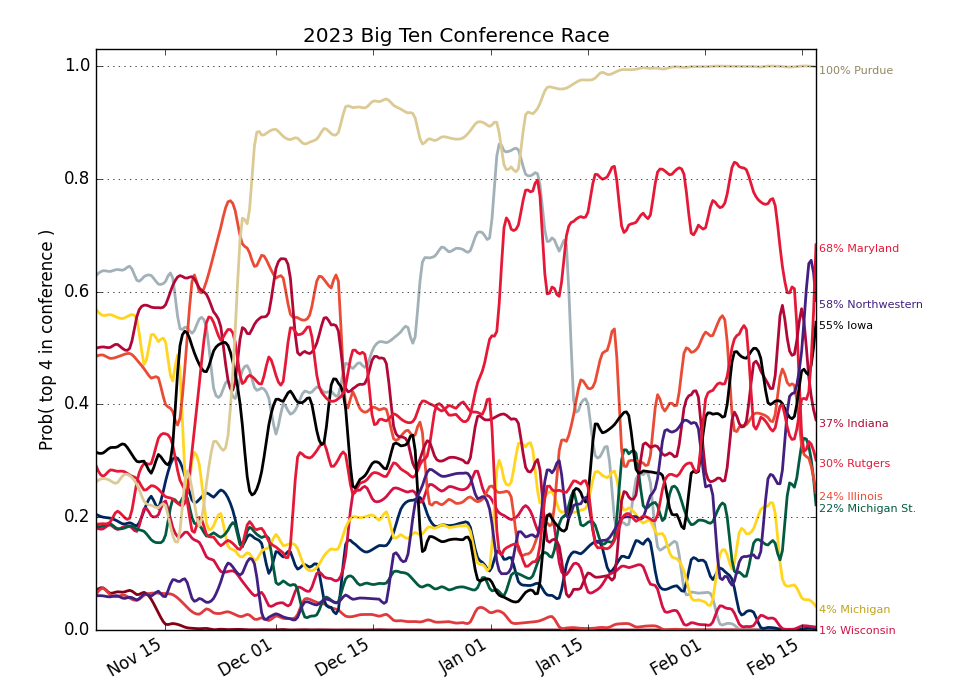 2023 Big Ten Conference Race
Prob( top 4 in conference )
1.0
0.8
0.6
0.4
0.2
0.0
Nov 15
Dec 01
Dec 15
Jan 01
Jan 15
Feb 01
Feb 15
100% Purdue
68% Maryland
58% Northwestern
55% Iowa
37% Indiana
30% Rutgers
24% Illinois
22% Michigan St.
4% Michigan
1% Wisconsin